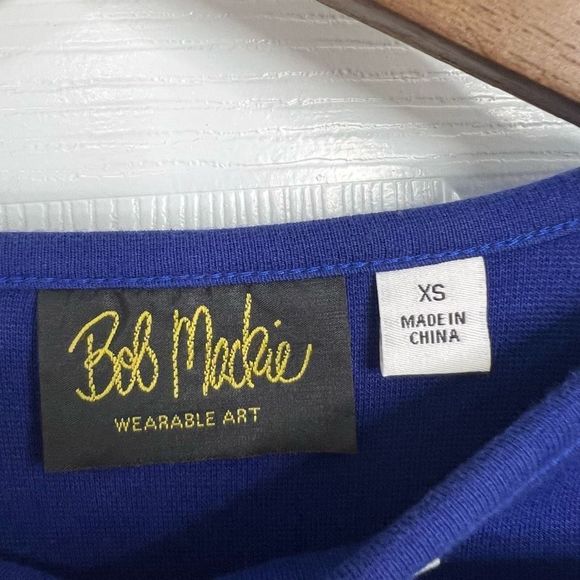 Bob Mackie
WEARABLE ART
XS
MADE IN
CHINA